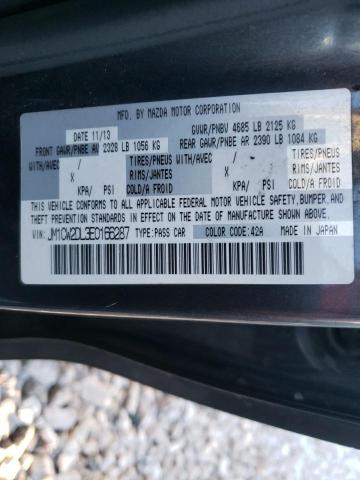 MFG. BY MAZDA MOTOR CORPORATION
DATE 11/13 GVWR/PNBV 4685 LB 2125 KG
FRONT GAWR/PNBE AV 2328 LB 1056 KG REAR GAWR/PNBE AR 2390 LB 1084 KG
WITH/AVEC TIRES/PNEUS WITH/AVEC TIRES/PNEUS
X RIMS/JANTES X RIMS/JANTES
KPA/ PSI COLD/A FROID KPA/ PSI COLD/A FROID
THIS VEHICLE CONFORMS TO ALL APPLICABLE FEDERAL MOTOR VEHICLE SAFETY, BUMPER, AND
THEFT PREVENTION STANDARDS IN EFFECT ON THE DATE OF MANUFACTURE SHOWN ABOVE.
VIN: JM1CW2DL3E0166287 TYPE: PASS CAR COLOR CODE: 42A MADE IN JAPAN